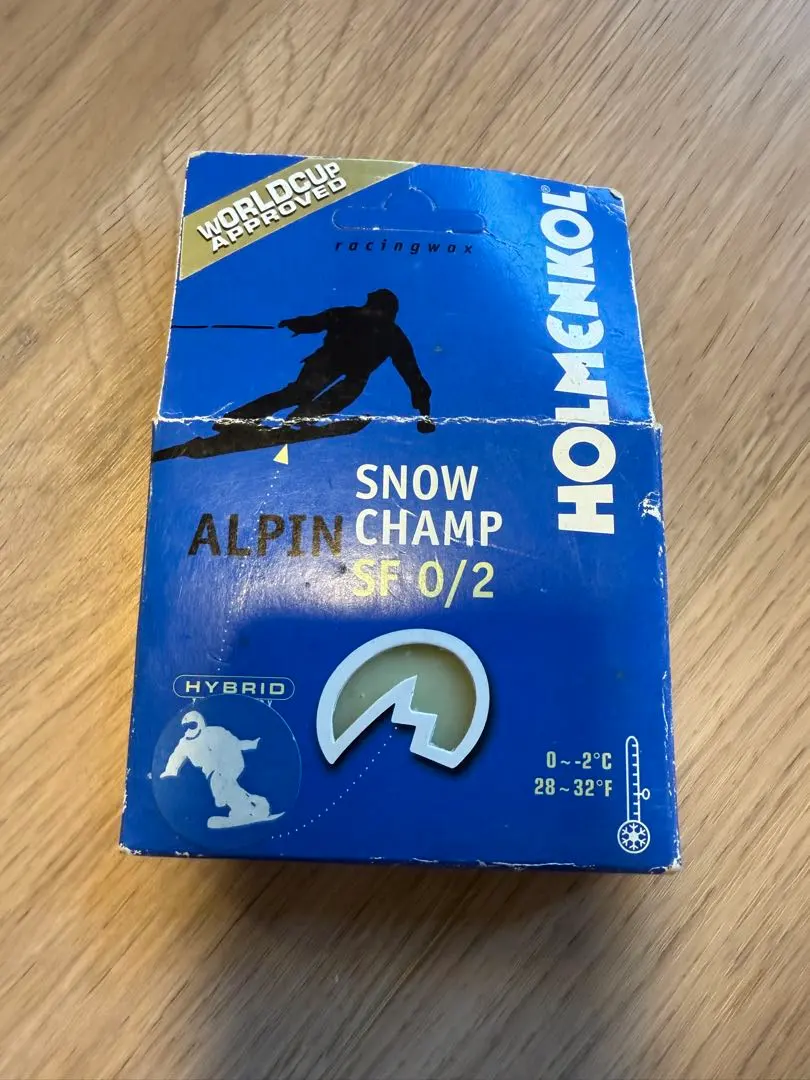 WORLDCUP
APPROVED
racingwax
HOLMENKOL®
SNOW
ALPIN CHAMP
SF 0/2
HYBRID
0~-2°C
28~32°F